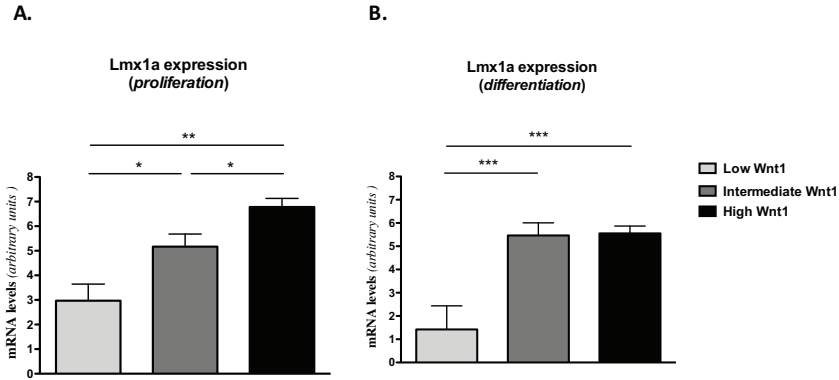 A.
Lmx1a expression
(proliferation)
**
*
*
mRNA levels (arbitrary units )
8
7
6
5
4
3
2
1
0
B.
Lmx1a expression
(differentiation)
***
***
mRNA levels (arbitrary units )
8
7
6
5
4
3
2
1
0
Low Wnt1
Intermediate Wnt1
High Wnt1